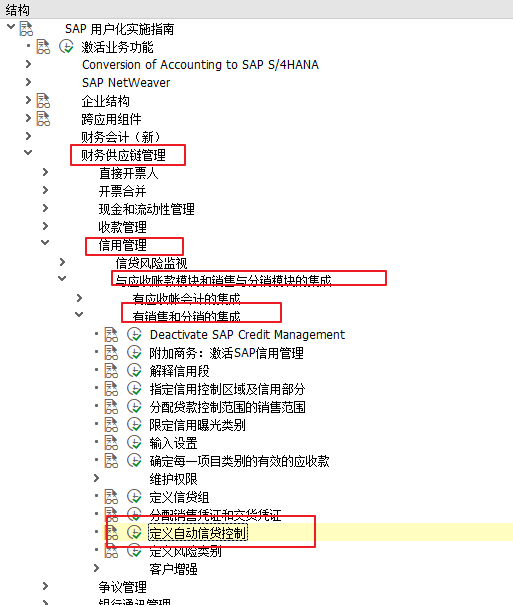 结构
SAP 用户化实施指南
激活业务功能
Conversion of Accounting to SAP S/4HANA
SAP NetWeaver
企业结构
跨应用组件
财务会计（新）
财务供应链管理
直接开票人
开票合并
现金和流动性管理
收款管理
信用管理
信贷风险监视
与应收账款模块和销售与分销模块的集成
有应收帐会计的集成
有销售和分销的集成
Deactivate SAP Credit Management
附加商务: 激活SAP信用管理
解释信用段
指定信用控制区域及信用部分
分配贷款控制范围的销售范围
限定信用曝光类别
输入设置
确定每一项目类别的有效的应收款
维护权限
定义信贷组
分配销售凭证和交货凭证
定义自动信贷控制
定义风险类别
客户增强
争议管理
银行通讯管理